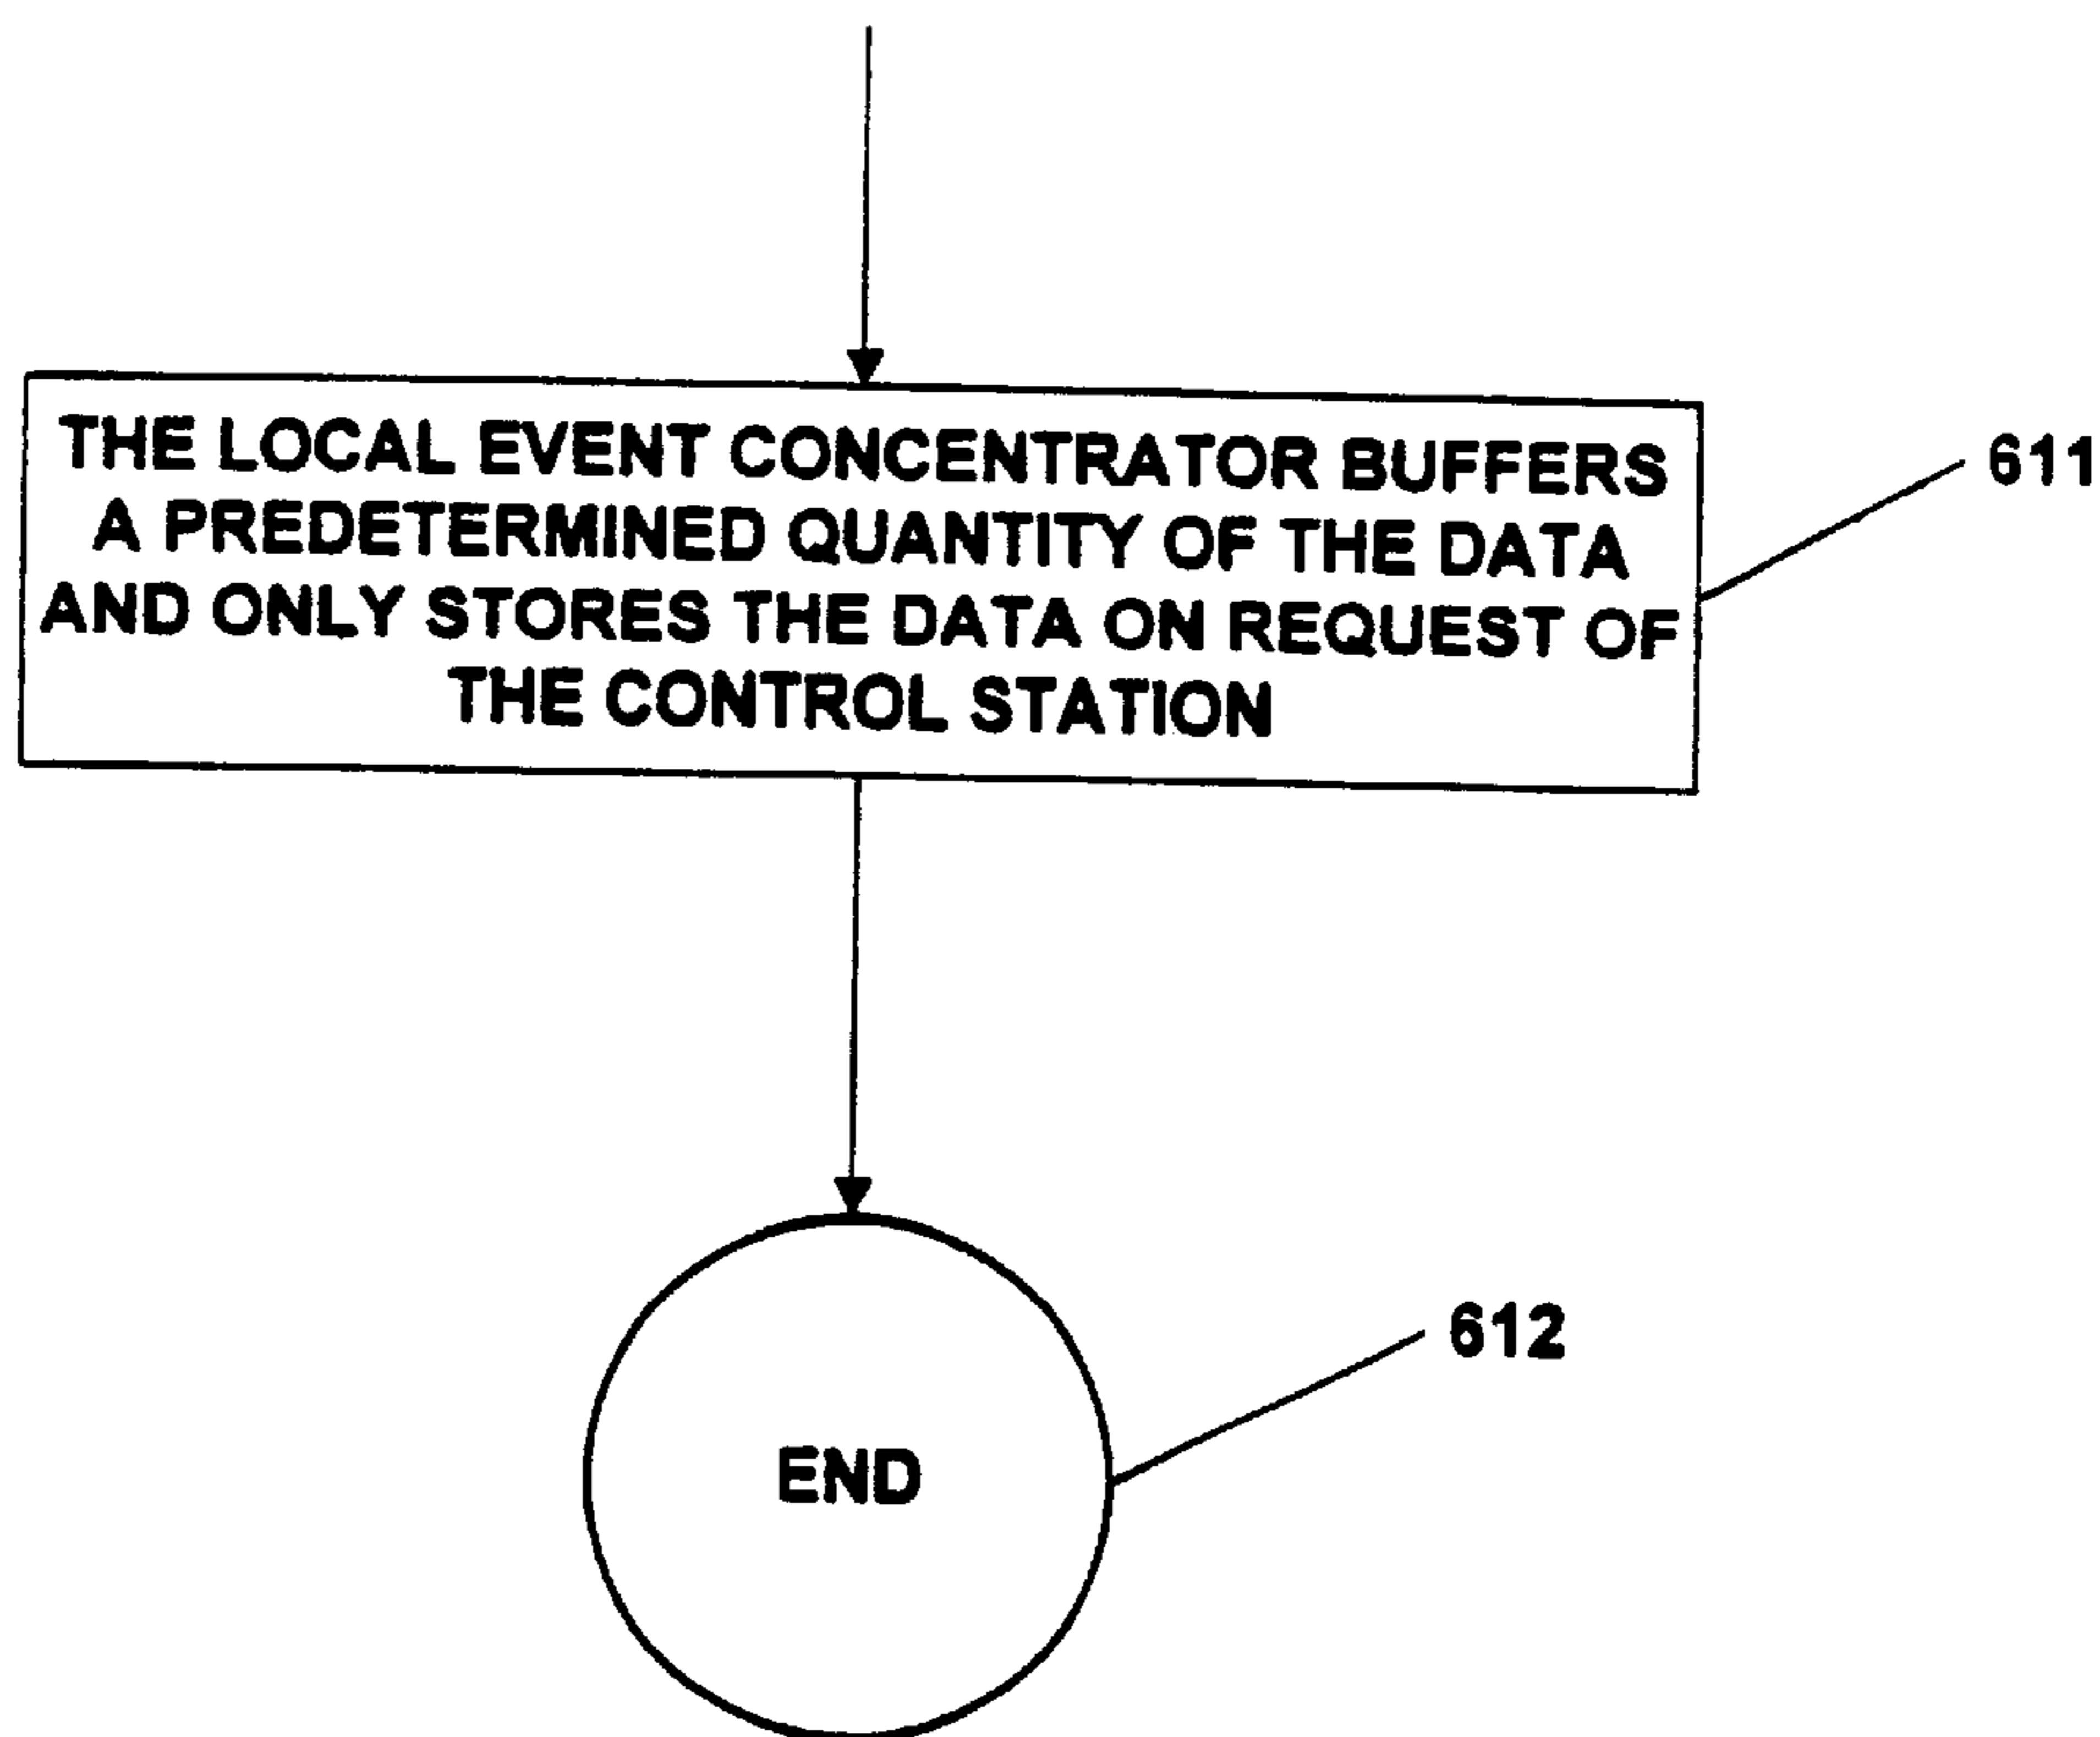 THE LOCAL EVENT CONCENTRATOR BUFFERS
A PREDETERMINED QUANTITY OF THE DATA
AND ONLY STORES THE DATA ON REQUEST OF
THE CONTROL STATION
611
612
END